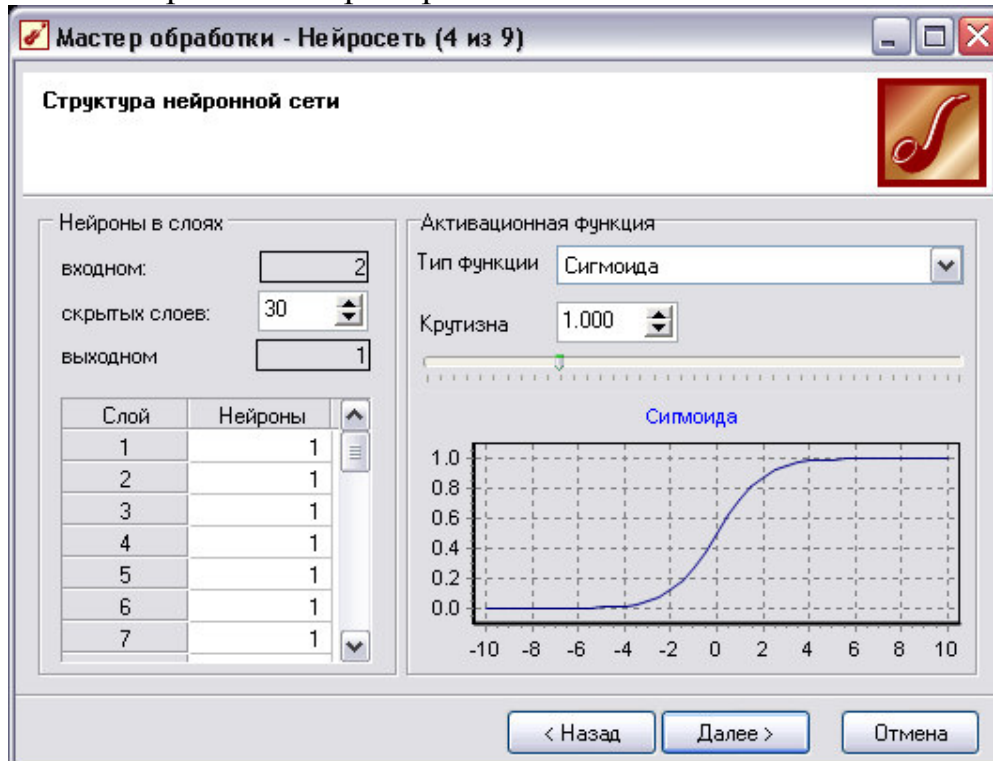 Мастер обработки - Нейросеть (4 из 9)
Структура нейронной сети
Нейроны в слоях
входном: 2
скрытых слоев: 30
выходном 1
Слой Нейроны
1 1
2 1
3 1
4 1
5 1
6 1
7 1
Активационная функция
Тип функции Сигмоида
Крутизна 1.000
Сигмоида
1.0
0.8
0.6
0.4
0.2
0.0
-10 -8 -6 -4 -2 0 2 4 6 8 10
< Назад Далее > Отмена